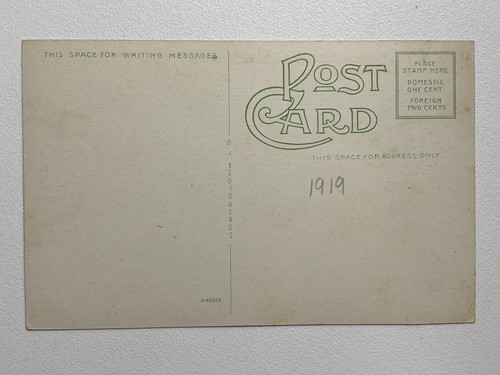 THIS SPACE FOR WRITING MESSAGES
POST
CARD
PLACE
STAMP HERE
DOMESTIC
ONE CENT
FOREIGN
TWO CENTS
THIS SPACE FOR ADDRESS ONLY.
1919